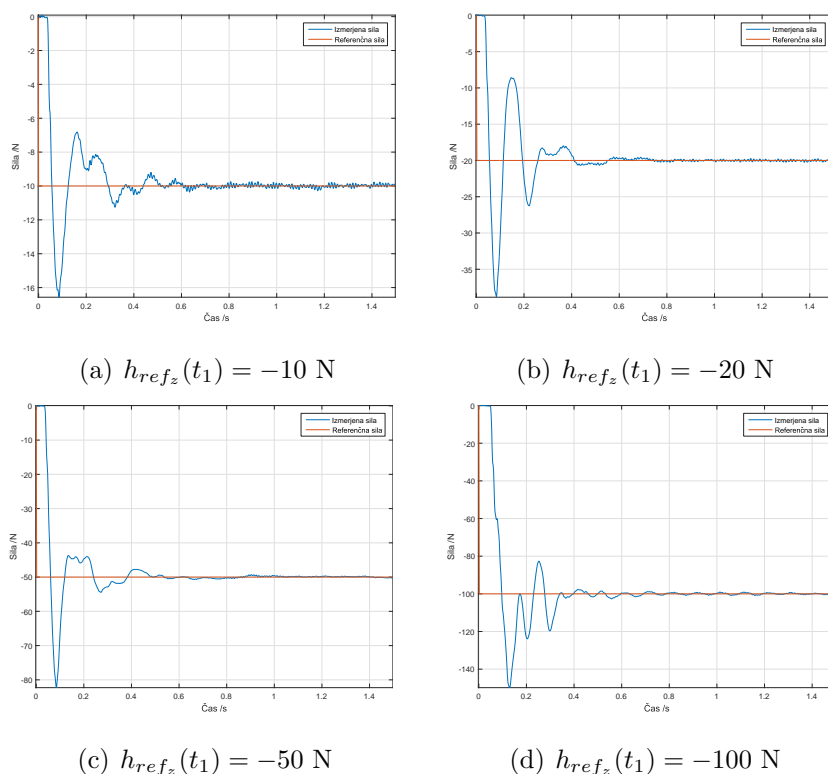 Izmerjena sila
Referenčna sila
Sila /N
0
-2
-4
-6
-8
-10
-12
-14
-16
0 0.2 0.4 0.6 0.8 1 1.2 1.4
Čas /s
(a) h_{ref_z}(t_1) = −10 N
Izmerjena sila
Referenčna sila
Sila /N
0
-5
-10
-15
-20
-25
-30
-35
0 0.2 0.4 0.6 0.8 1 1.2 1.4
Čas /s
(b) h_{ref_z}(t_1) = −20 N
Izmerjena sila
Referenčna sila
Sila /N
0
-10
-20
-30
-40
-50
-60
-70
-80
0 0.2 0.4 0.6 0.8 1 1.2 1.4
Čas /s
(c) h_{ref_z}(t_1) = −50 N
Izmerjena sila
Referenčna sila
Sila /N
0
-20
-40
-60
-80
-100
-120
-140
0 0.2 0.4 0.6 0.8 1 1.2 1.4
Čas /s
(d) h_{ref_z}(t_1) = −100 N